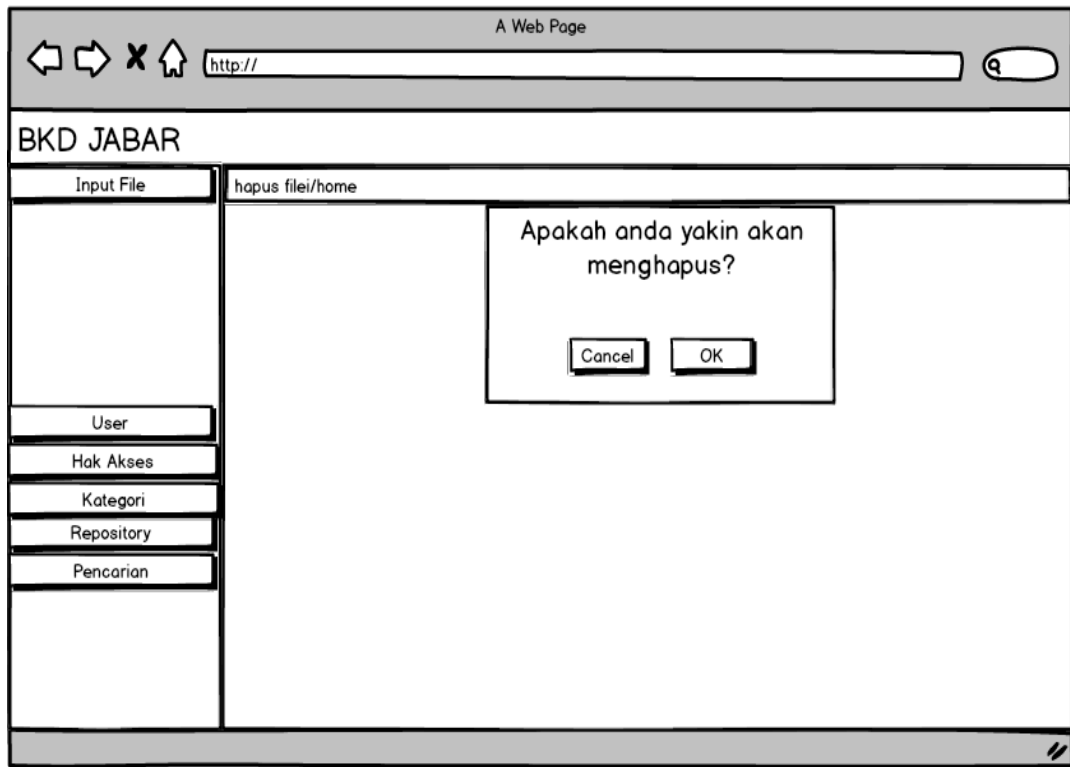 A Web Page
http://
BKD JABAR
Input File
hapus filei/home
Apakah anda yakin akan
menghapus?
Cancel
OK
User
Hak Akses
Kategori
Repository
Pencarian